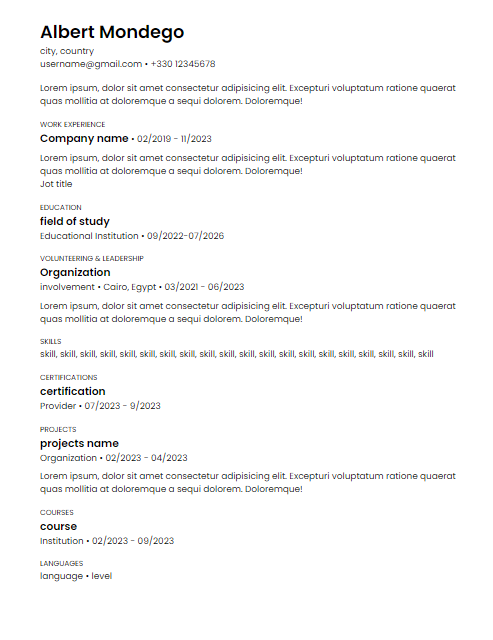 Albert Mondego
city, country
username@gmail.com • +330 12345678
Lorem ipsum, dolor sit amet consectetur adipisicing elit. Excepturi voluptatum ratione quaerat
quas mollitia at doloremque a sequi dolorem. Doloremque!
WORK EXPERIENCE
Company name • 02/2019 - 11/2023
Lorem ipsum, dolor sit amet consectetur adipisicing elit. Excepturi voluptatum ratione quaerat
quas mollitia at doloremque a sequi dolorem. Doloremque!
Jot title
EDUCATION
field of study
Educational Institution • 09/2022-07/2026
VOLUNTEERING & LEADERSHIP
Organization
involvement • Cairo, Egypt • 03/2021 - 06/2023
Lorem ipsum, dolor sit amet consectetur adipisicing elit. Excepturi voluptatum ratione quaerat
quas mollitia at doloremque a sequi dolorem. Doloremque!
SKILLS
skill, skill, skill, skill, skill, skill, skill, skill, skill, skill, skill, skill, skill, skill, skill, skill, skill, skill, skill, skill
CERTIFICATIONS
certification
Provider • 07/2023 - 9/2023
PROJECTS
projects name
Organization • 02/2023 - 04/2023
Lorem ipsum, dolor sit amet consectetur adipisicing elit. Excepturi voluptatum ratione quaerat
quas mollitia at doloremque a sequi dolorem. Doloremque!
COURSES
course
Institution • 02/2023 - 09/2023
LANGUAGES
language • level